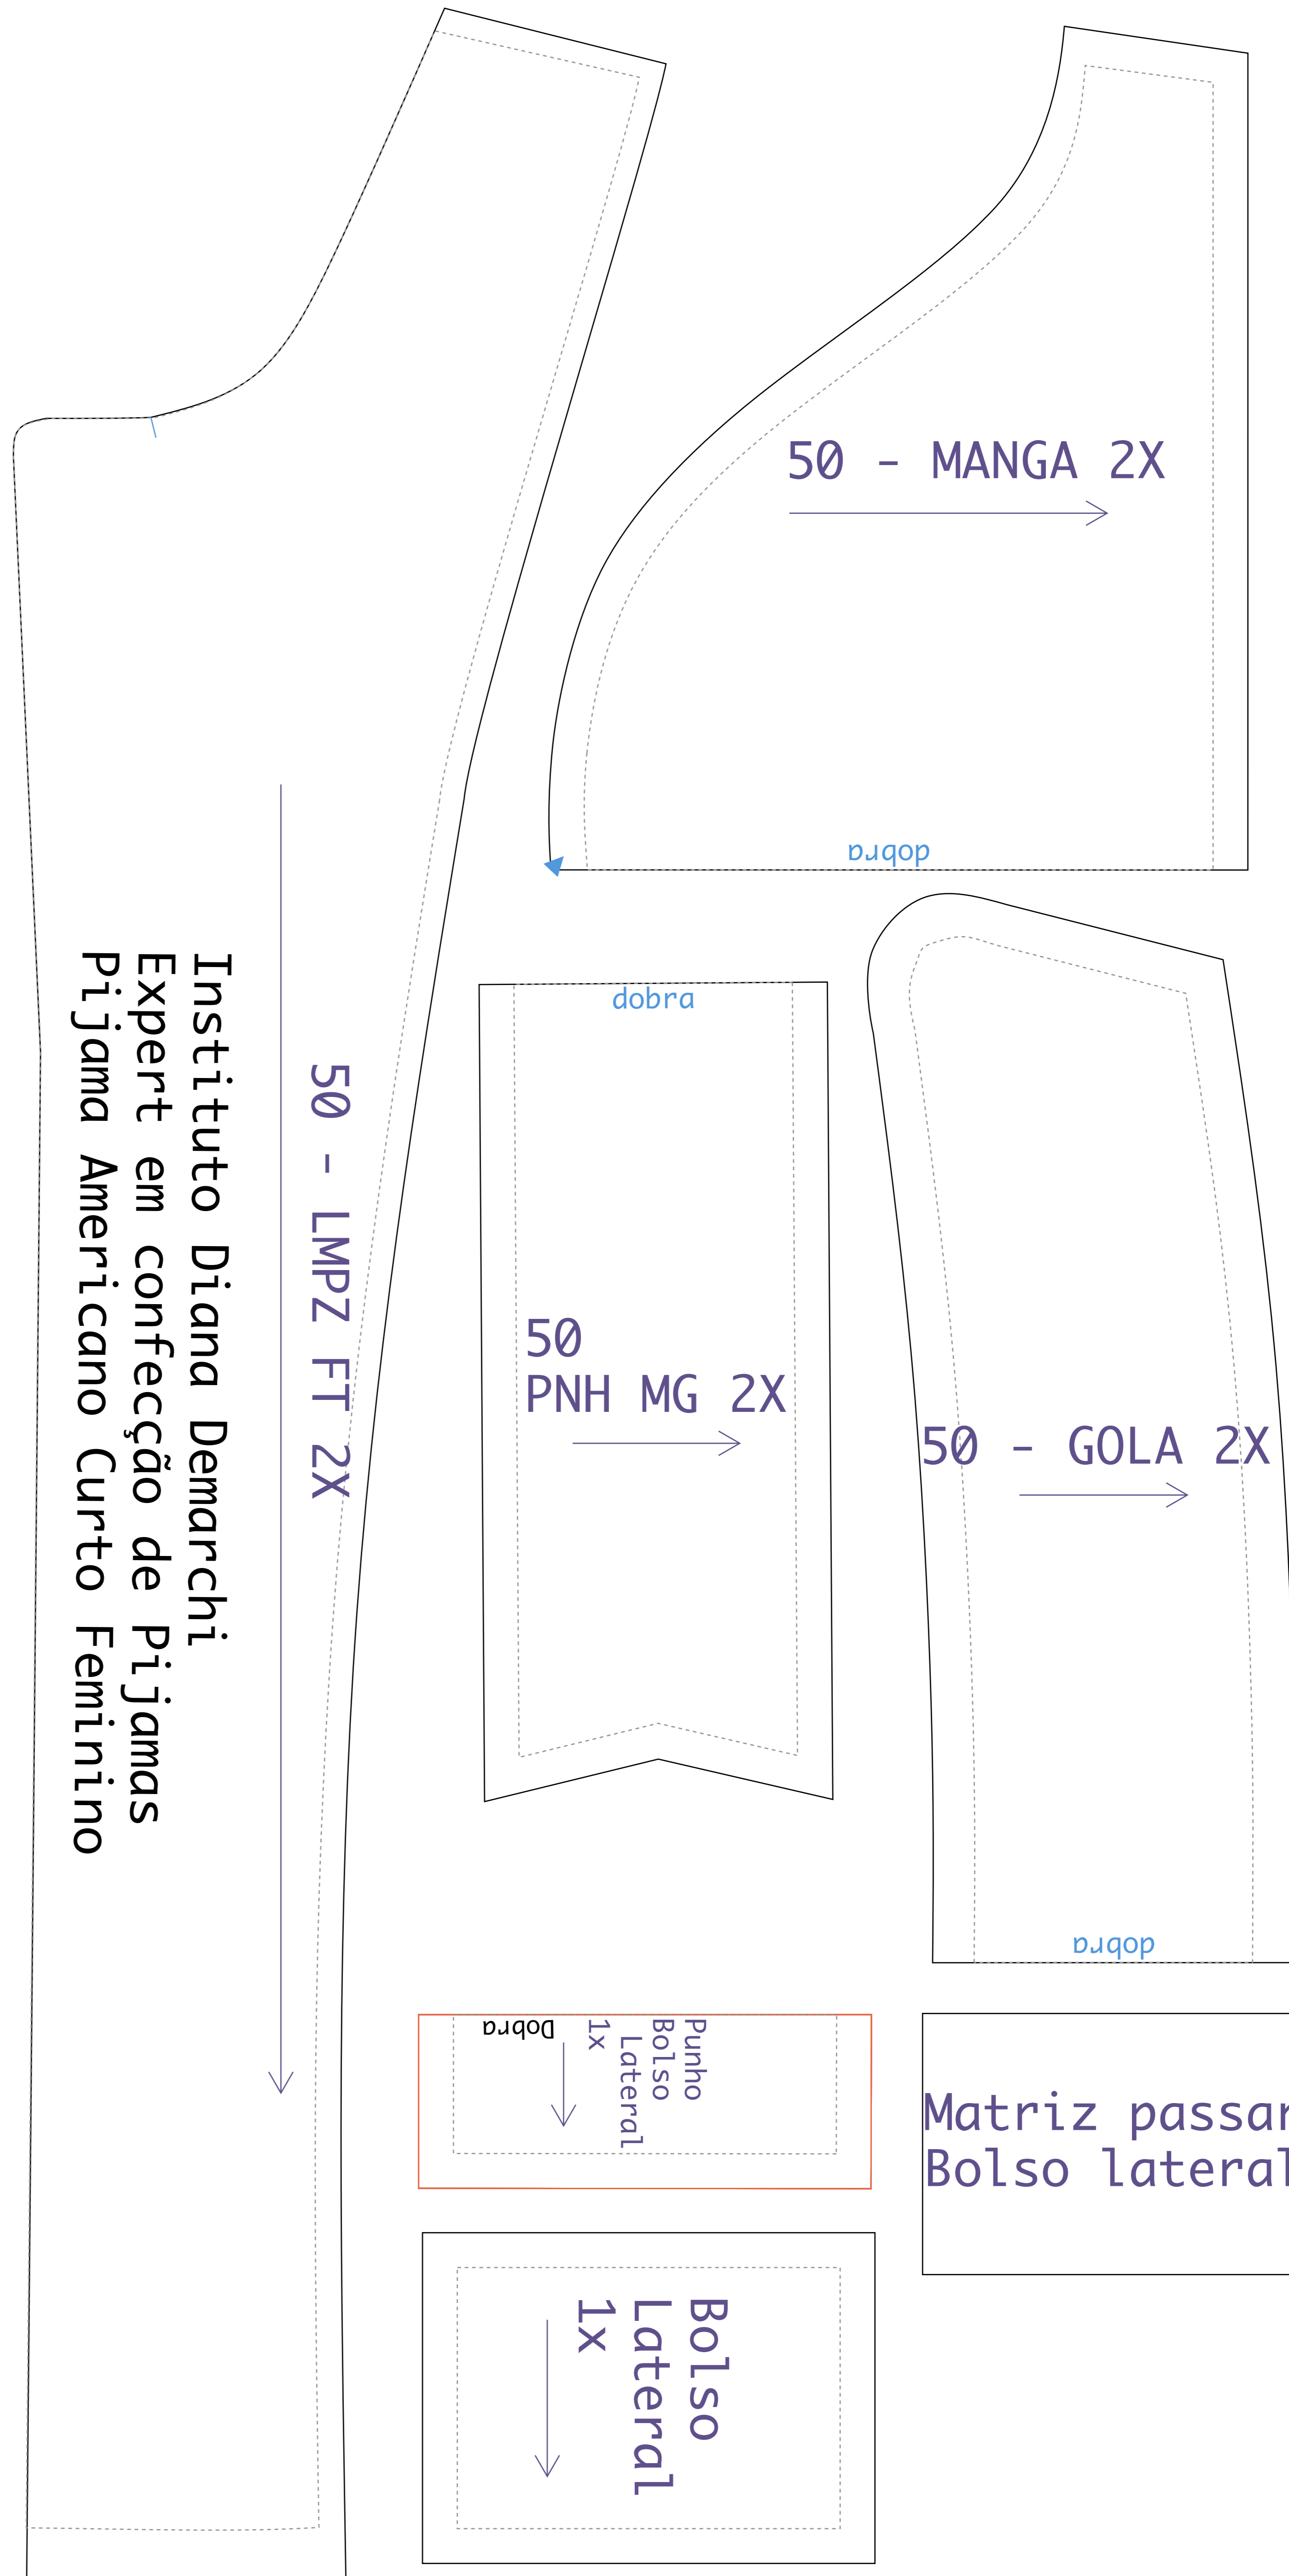 50 - MANGA 2X
dobra
Instituto Diana Demarchi
Expert em confecção de Pijamas
Pijama Americano Curto Feminino
50 - LMPZ FT 2X
dobra
50
PNH MG 2X
50 - GOLA 2X
dobra
Dobra
Punho
Bolso
Lateral
1x
Matriz passar
Bolso lateral
Bolso
Lateral
1x